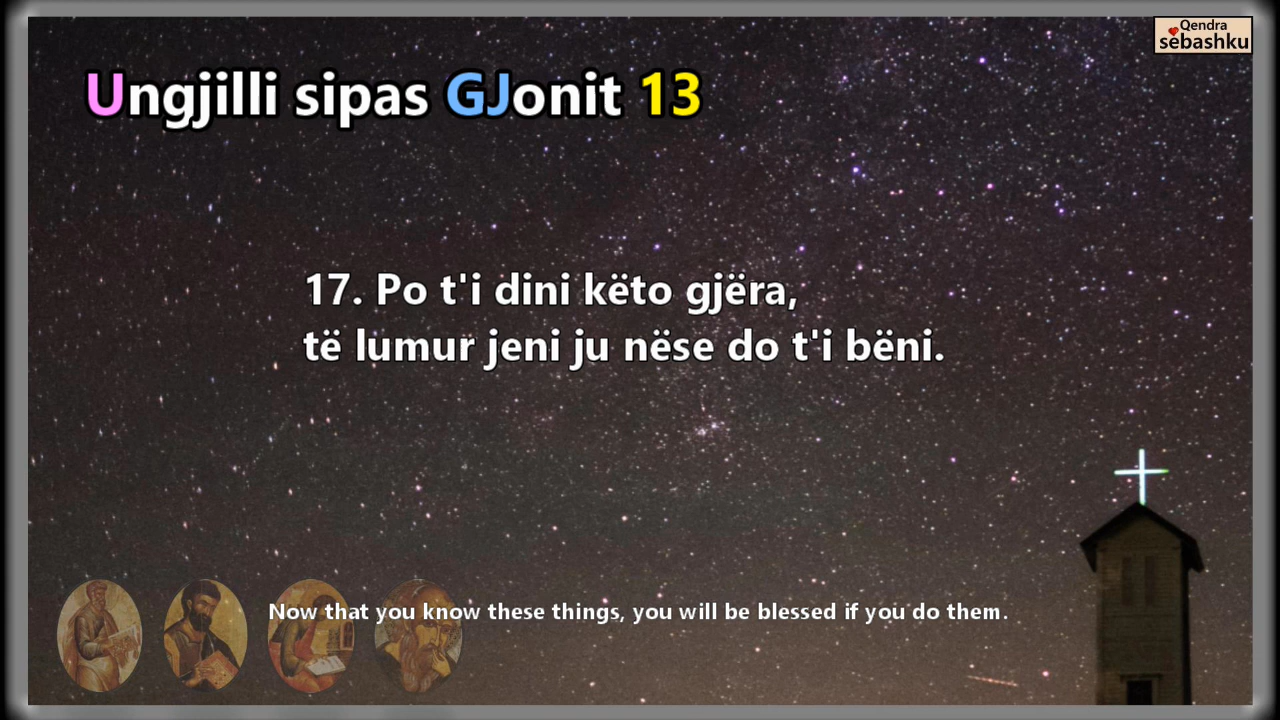 Qendra
sebashku
Ungjilli sipas GJonit 13
17. Po t'i dini këto gjëra,
të lumur jeni ju nëse do t'i bëni.
Now that you know these things, you will be blessed if you do them.